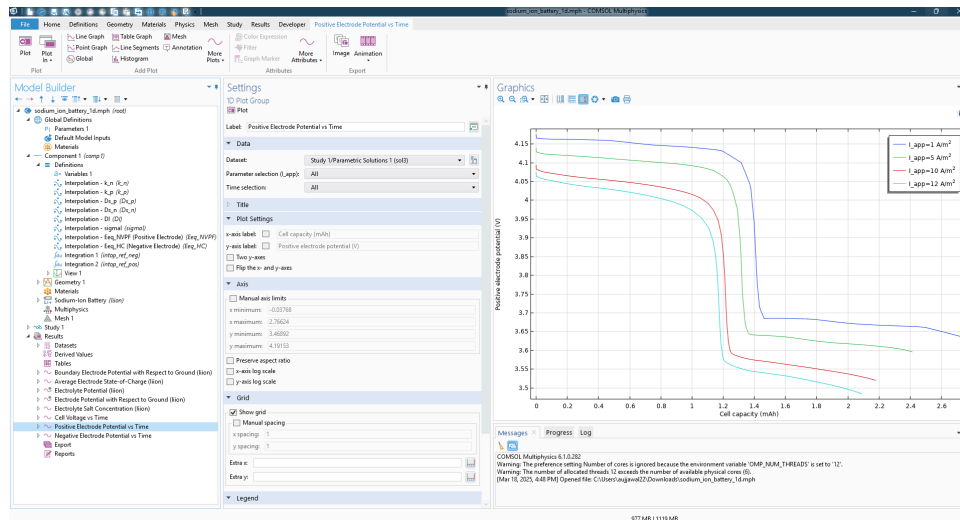 sodium_ion_battery_1d.mph - COMSOL Multiphysics
File Home Definitions Geometry Materials Physics Mesh Study Results Developer Positive Electrode Potential vs Time
Plot
Plot In
Line Graph
Point Graph
Global
Table Graph
Line Segments
Histogram
Mesh
Annotation
More Plots
Color Expression
Filter
Graph Marker
More Attributes
Image
Animation
Plot
Add Plot
Attributes
Export
Model Builder
sodium_ion_battery_1d.mph (root)
Global Definitions
Parameters 1
Default Model Inputs
Materials
Component 1 (comp1)
Definitions
Variables 1
Interpolation - k_n (k_n)
Interpolation - k_p (k_p)
Interpolation - Ds_p (Ds_p)
Interpolation - Ds_n (Ds_n)
Interpolation - Dl (Dl)
Interpolation - sigmal (sigmal)
Interpolation - Eeq_NVPF (Positive Electrode) (Eeq_NVPF)
Interpolation - Eeq_HC (Negative Electrode) (Eeq_HC)
Integration 1 (intop_ref_neg)
Integration 2 (intop_ref_pos)
View 1
Geometry 1
Materials
Sodium-Ion Battery (liion)
Multiphysics
Mesh 1
Study 1
Results
Datasets
Derived Values
Tables
Boundary Electrode Potential with Respect to Ground (liion)
Average Electrode State-of-Charge (liion)
Electrolyte Potential (liion)
Electrode Potential with Respect to Ground (liion)
Electrolyte Salt Concentration (liion)
Cell Voltage vs Time
Positive Electrode Potential vs Time
Negative Electrode Potential vs Time
Export
Reports
Settings
1D Plot Group
Plot
Label: Positive Electrode Potential vs Time
Data
Dataset: Study 1/Parametric Solutions 1 (sol3)
Parameter selection (I_app): All
Time selection: All
Title
Plot Settings
x-axis label: Cell capacity (mAh)
y-axis label: Positive electrode potential (V)
Two y-axes
Flip the x- and y-axes
Axis
Manual axis limits
x minimum: -0.03768
x maximum: 2.76624
y minimum: 3.46892
y maximum: 4.19153
Preserve aspect ratio
x-axis log scale
y-axis log scale
Grid
Show grid
Manual spacing
x spacing: 1
y spacing: 1
Extra x:
Extra y:
Legend
Graphics
I_app=1 A/m²
I_app=5 A/m²
I_app=10 A/m²
I_app=12 A/m²
Positive electrode potential (V)
4.15
4.1
4.05
4
3.95
3.9
3.85
3.8
3.75
3.7
3.65
3.6
3.55
3.5
0 0.2 0.4 0.6 0.8 1 1.2 1.4 1.6 1.8 2 2.2 2.4 2.6
Cell capacity (mAh)
Messages Progress Log
COMSOL Multiphysics 6.1.0.282
Warning: The preference setting Number of cores is ignored because the environment variable 'OMP_NUM_THREADS' is set to '12'.
Warning: The number of allocated threads 12 exceeds the number of available physical cores (6).
[Mar 18, 2025, 4:48 PM] Opened file: C:\Users\aujjawal22\Downloads\sodium_ion_battery_1d.mph
977 MB | 1119 MB